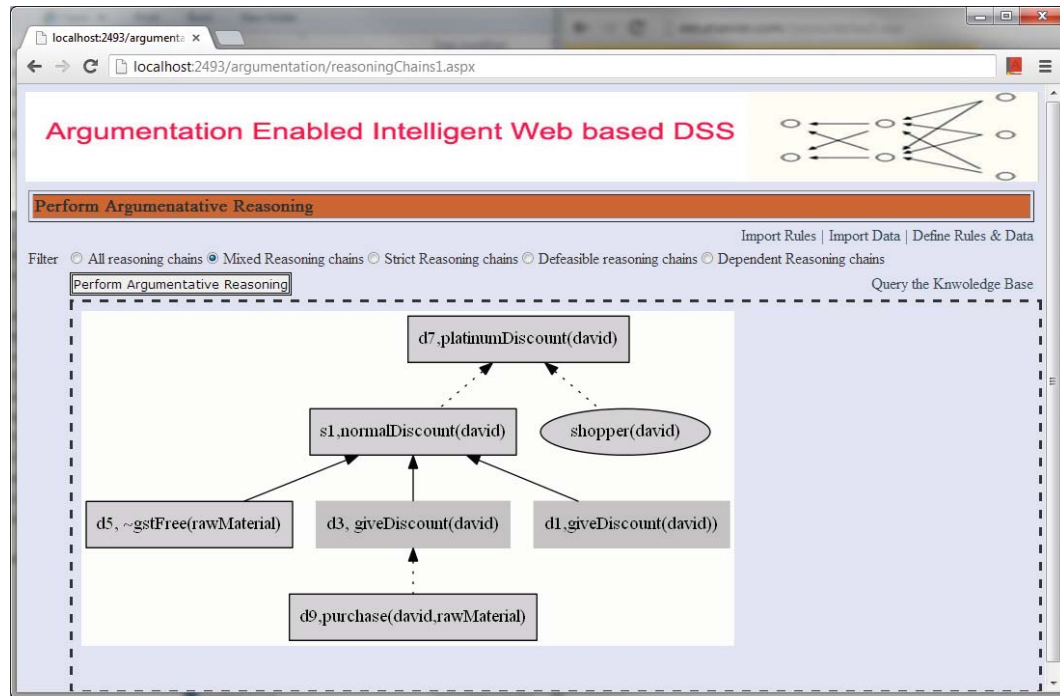 localhost:2493/argumenta
localhost:2493/argumentation/reasoningChains1.aspx
Argumentation Enabled Intelligent Web based DSS
Perform Argumenatative Reasoning
Import Rules | Import Data | Define Rules & Data
Filter All reasoning chains Mixed Reasoning chains Strict Reasoning chains Defeasible reasoning chains Dependent Reasoning chains
Perform Argumentative Reasoning Query the Knwoledge Base
d7,platinumDiscount(david)
s1,normalDiscount(david) shopper(david)
d5, ~gstFree(rawMaterial) d3, giveDiscount(david) d1,giveDiscount(david))
d9,purchase(david,rawMaterial)